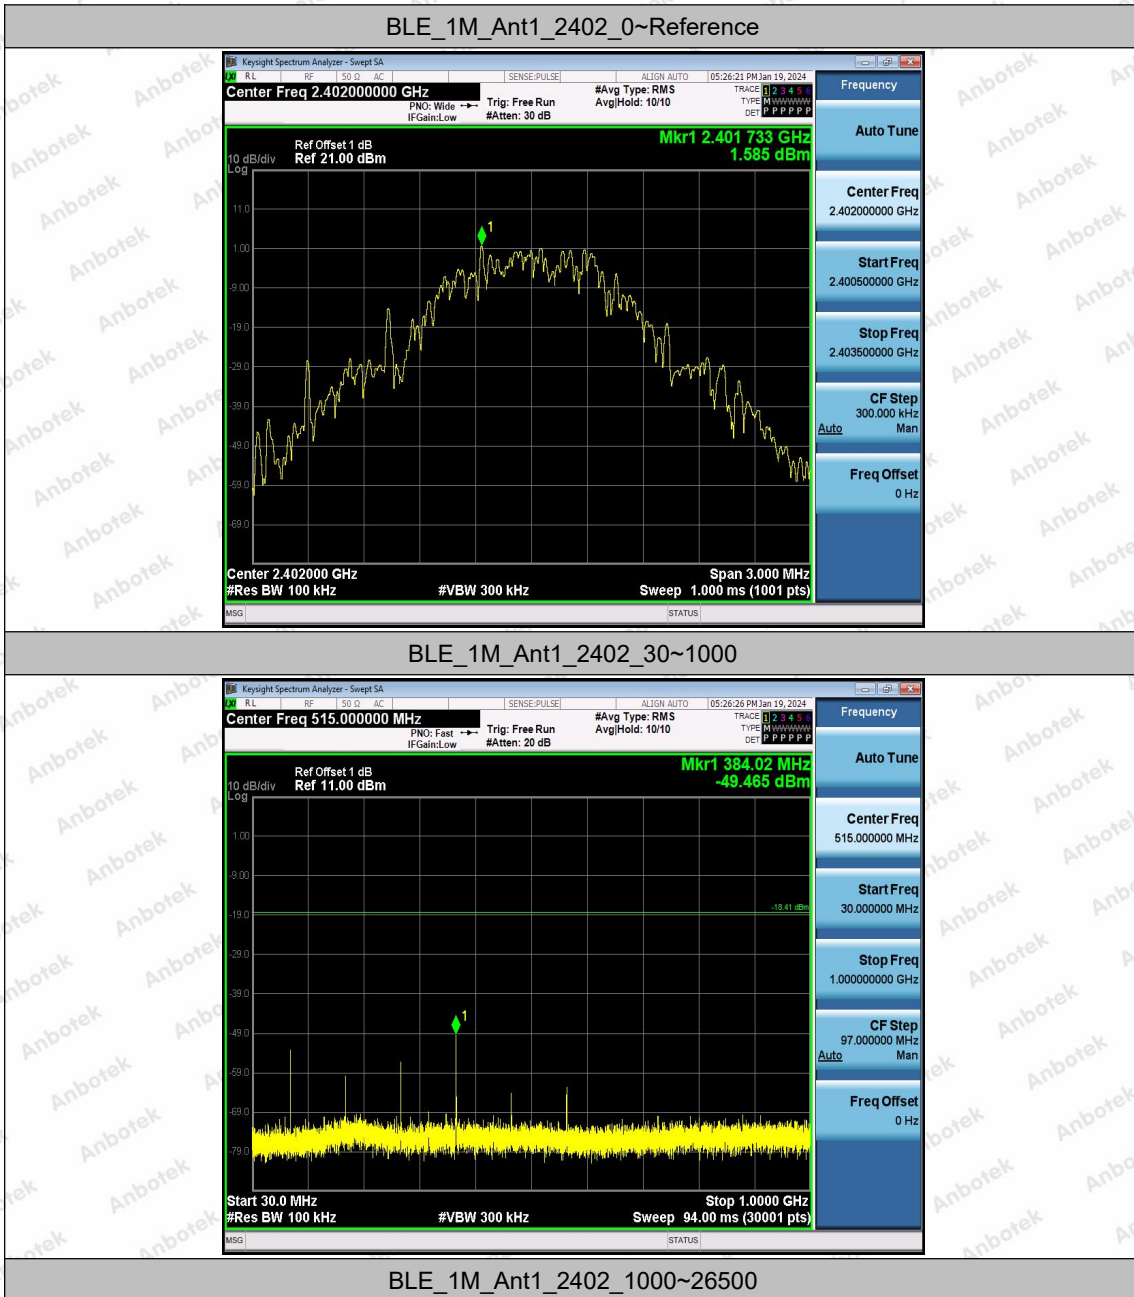 BLE_1M_Ant1_2402_0~Reference
Keysight Spectrum Analyzer - Swept SA
LXI RL RF 50 Ω AC SENSE:PULSE ALIGN AUTO 05:26:21 PM Jan 19, 2024
Center Freq 2.402000000 GHz
PNO: Wide
IFGain:Low
Trig: Free Run
#Atten: 30 dB
#Avg Type: RMS
Avg|Hold: 10/10
TRACE 1 2 3 4 5 6
TYPE M WWWWW
DET P P P P P P
Frequency
Auto Tune
Center Freq
2.402000000 GHz
Start Freq
2.400500000 GHz
Stop Freq
2.403500000 GHz
CF Step
300.000 kHz
Auto Man
Freq Offset
0 Hz
Mkr1 2.401 733 GHz
1.585 dBm
Ref Offset 1 dB
10 dB/div Ref 21.00 dBm
Log
11.0
1.00
-9.00
-19.0
-29.0
-39.0
-49.0
-59.0
-69.0
1
Center 2.402000 GHz Span 3.000 MHz
#Res BW 100 kHz #VBW 300 kHz Sweep 1.000 ms (1001 pts)
MSG STATUS
BLE_1M_Ant1_2402_30~1000
Keysight Spectrum Analyzer - Swept SA
LXI RL RF 50 Ω AC SENSE:PULSE ALIGN AUTO 05:26:26 PM Jan 19, 2024
Center Freq 515.000000 MHz
PNO: Fast
IFGain:Low
Trig: Free Run
#Atten: 20 dB
#Avg Type: RMS
Avg|Hold: 10/10
TRACE 1 2 3 4 5 6
TYPE M WWWWW
DET P P P P P P
Frequency
Auto Tune
Center Freq
515.000000 MHz
Start Freq
30.000000 MHz
Stop Freq
1.000000000 GHz
CF Step
97.000000 MHz
Auto Man
Freq Offset
0 Hz
Mkr1 384.02 MHz
-49.465 dBm
Ref Offset 1 dB
10 dB/div Ref 11.00 dBm
Log
1.00
-9.00
-19.0
-29.0
-39.0
-49.0
-59.0
-69.0
-79.0
-18.41 dBm
1
Start 30.0 MHz Stop 1.0000 GHz
#Res BW 100 kHz #VBW 300 kHz Sweep 94.00 ms (30001 pts)
MSG STATUS
BLE_1M_Ant1_2402_1000~26500
Anbotek